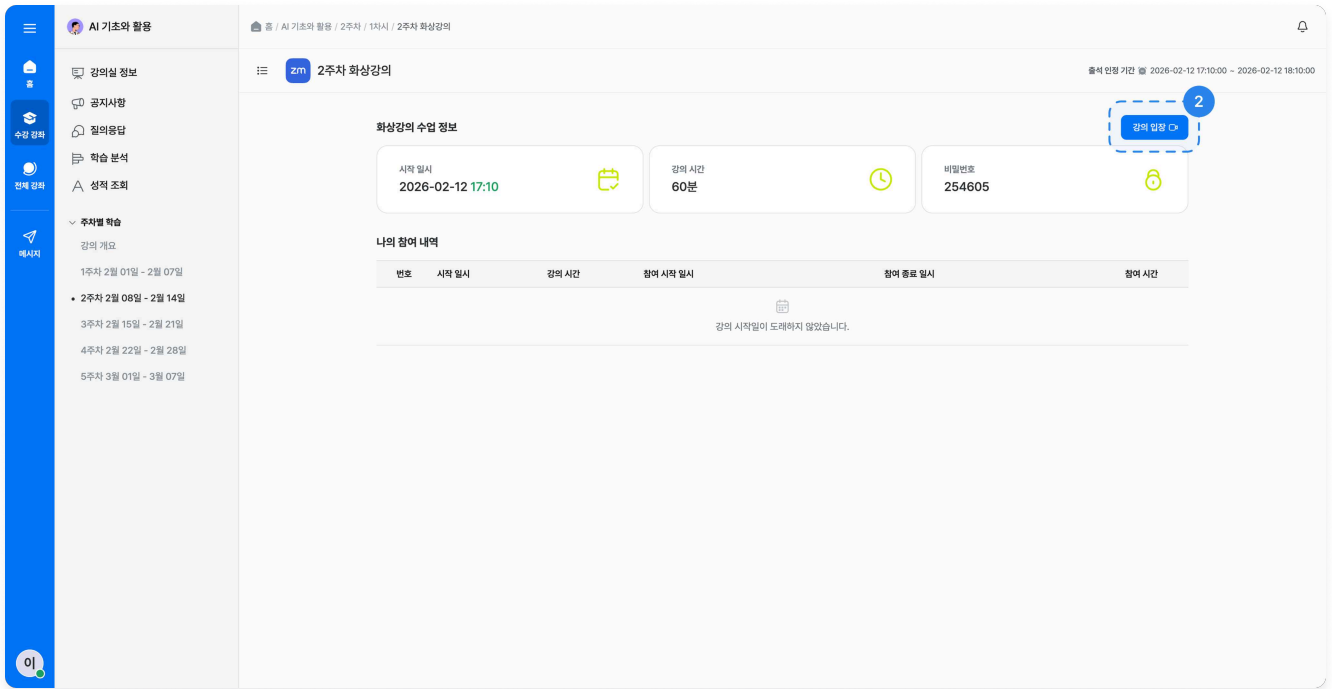 AI 기초와 활용
홈 / AI 기초와 활용 / 2주차 / 1차시 / 2주차 화상강의
홈
수강 강좌
전체 강좌
메시지
이
강의실 정보
공지사항
질의응답
학습 분석
성적 조회
주차별 학습
강의 개요
1주차 2월 01일 - 2월 07일
2주차 2월 08일 - 2월 14일
3주차 2월 15일 - 2월 21일
4주차 2월 22일 - 2월 28일
5주차 3월 01일 - 3월 07일
zm 2주차 화상강의
출석 인정 기간 2026-02-12 17:10:00 ~ 2026-02-12 18:10:00
2
화상강의 수업 정보
강의 입장
시작 일시
2026-02-12 17:10
강의 시간
60분
비밀번호
254605
나의 참여 내역
번호 시작 일시 강의 시간 참여 시작 일시 참여 종료 일시 참여 시간
강의 시작일이 도래하지 않았습니다.